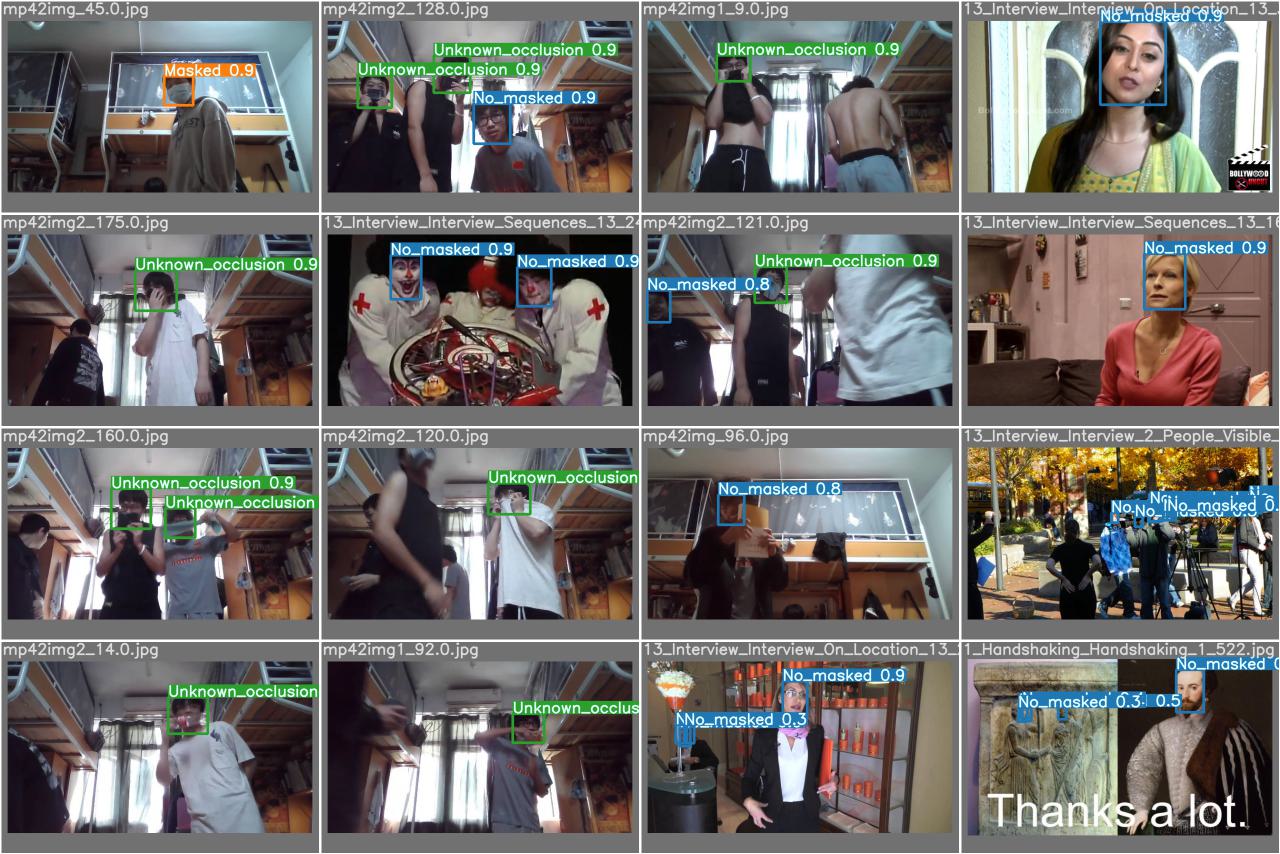 mp42img_45.0.jpg
Masked 0.9
mp42img2_128.0.jpg
Unknown_occlusion 0.9
Unknown_occlusion 0.9
No_masked 0.9
mp42img1_9.0.jpg
Unknown_occlusion 0.9
13_Interview_Interview_On_Location_13_
No_masked 0.9
BOLLYWOOD
mp42img2_175.0.jpg
Unknown_occlusion 0.9
13_Interview_Interview_Sequences_13_24
No_masked 0.9
No_masked 0.9
mp42img2_121.0.jpg
Unknown_occlusion 0.9
No_masked 0.8
13_Interview_Interview_Sequences_13_16
No_masked 0.9
mp42img2_160.0.jpg
Unknown_occlusion 0.9
Unknown_occlusion
mp42img2_120.0.jpg
Unknown_occlusion
mp42img_96.0.jpg
No_masked 0.8
13_Interview_Interview_2_People_Visible_
mp42img2_14.0.jpg
Unknown_occlusion
mp42img1_92.0.jpg
Unknown_occlus
13_Interview_Interview_On_Location_13_
No_masked 0.9
No_masked 0.3
1_Handshaking_Handshaking_1_522.jpg
No_masked 0
No_masked 0.3 0.5
Thanks a lot.